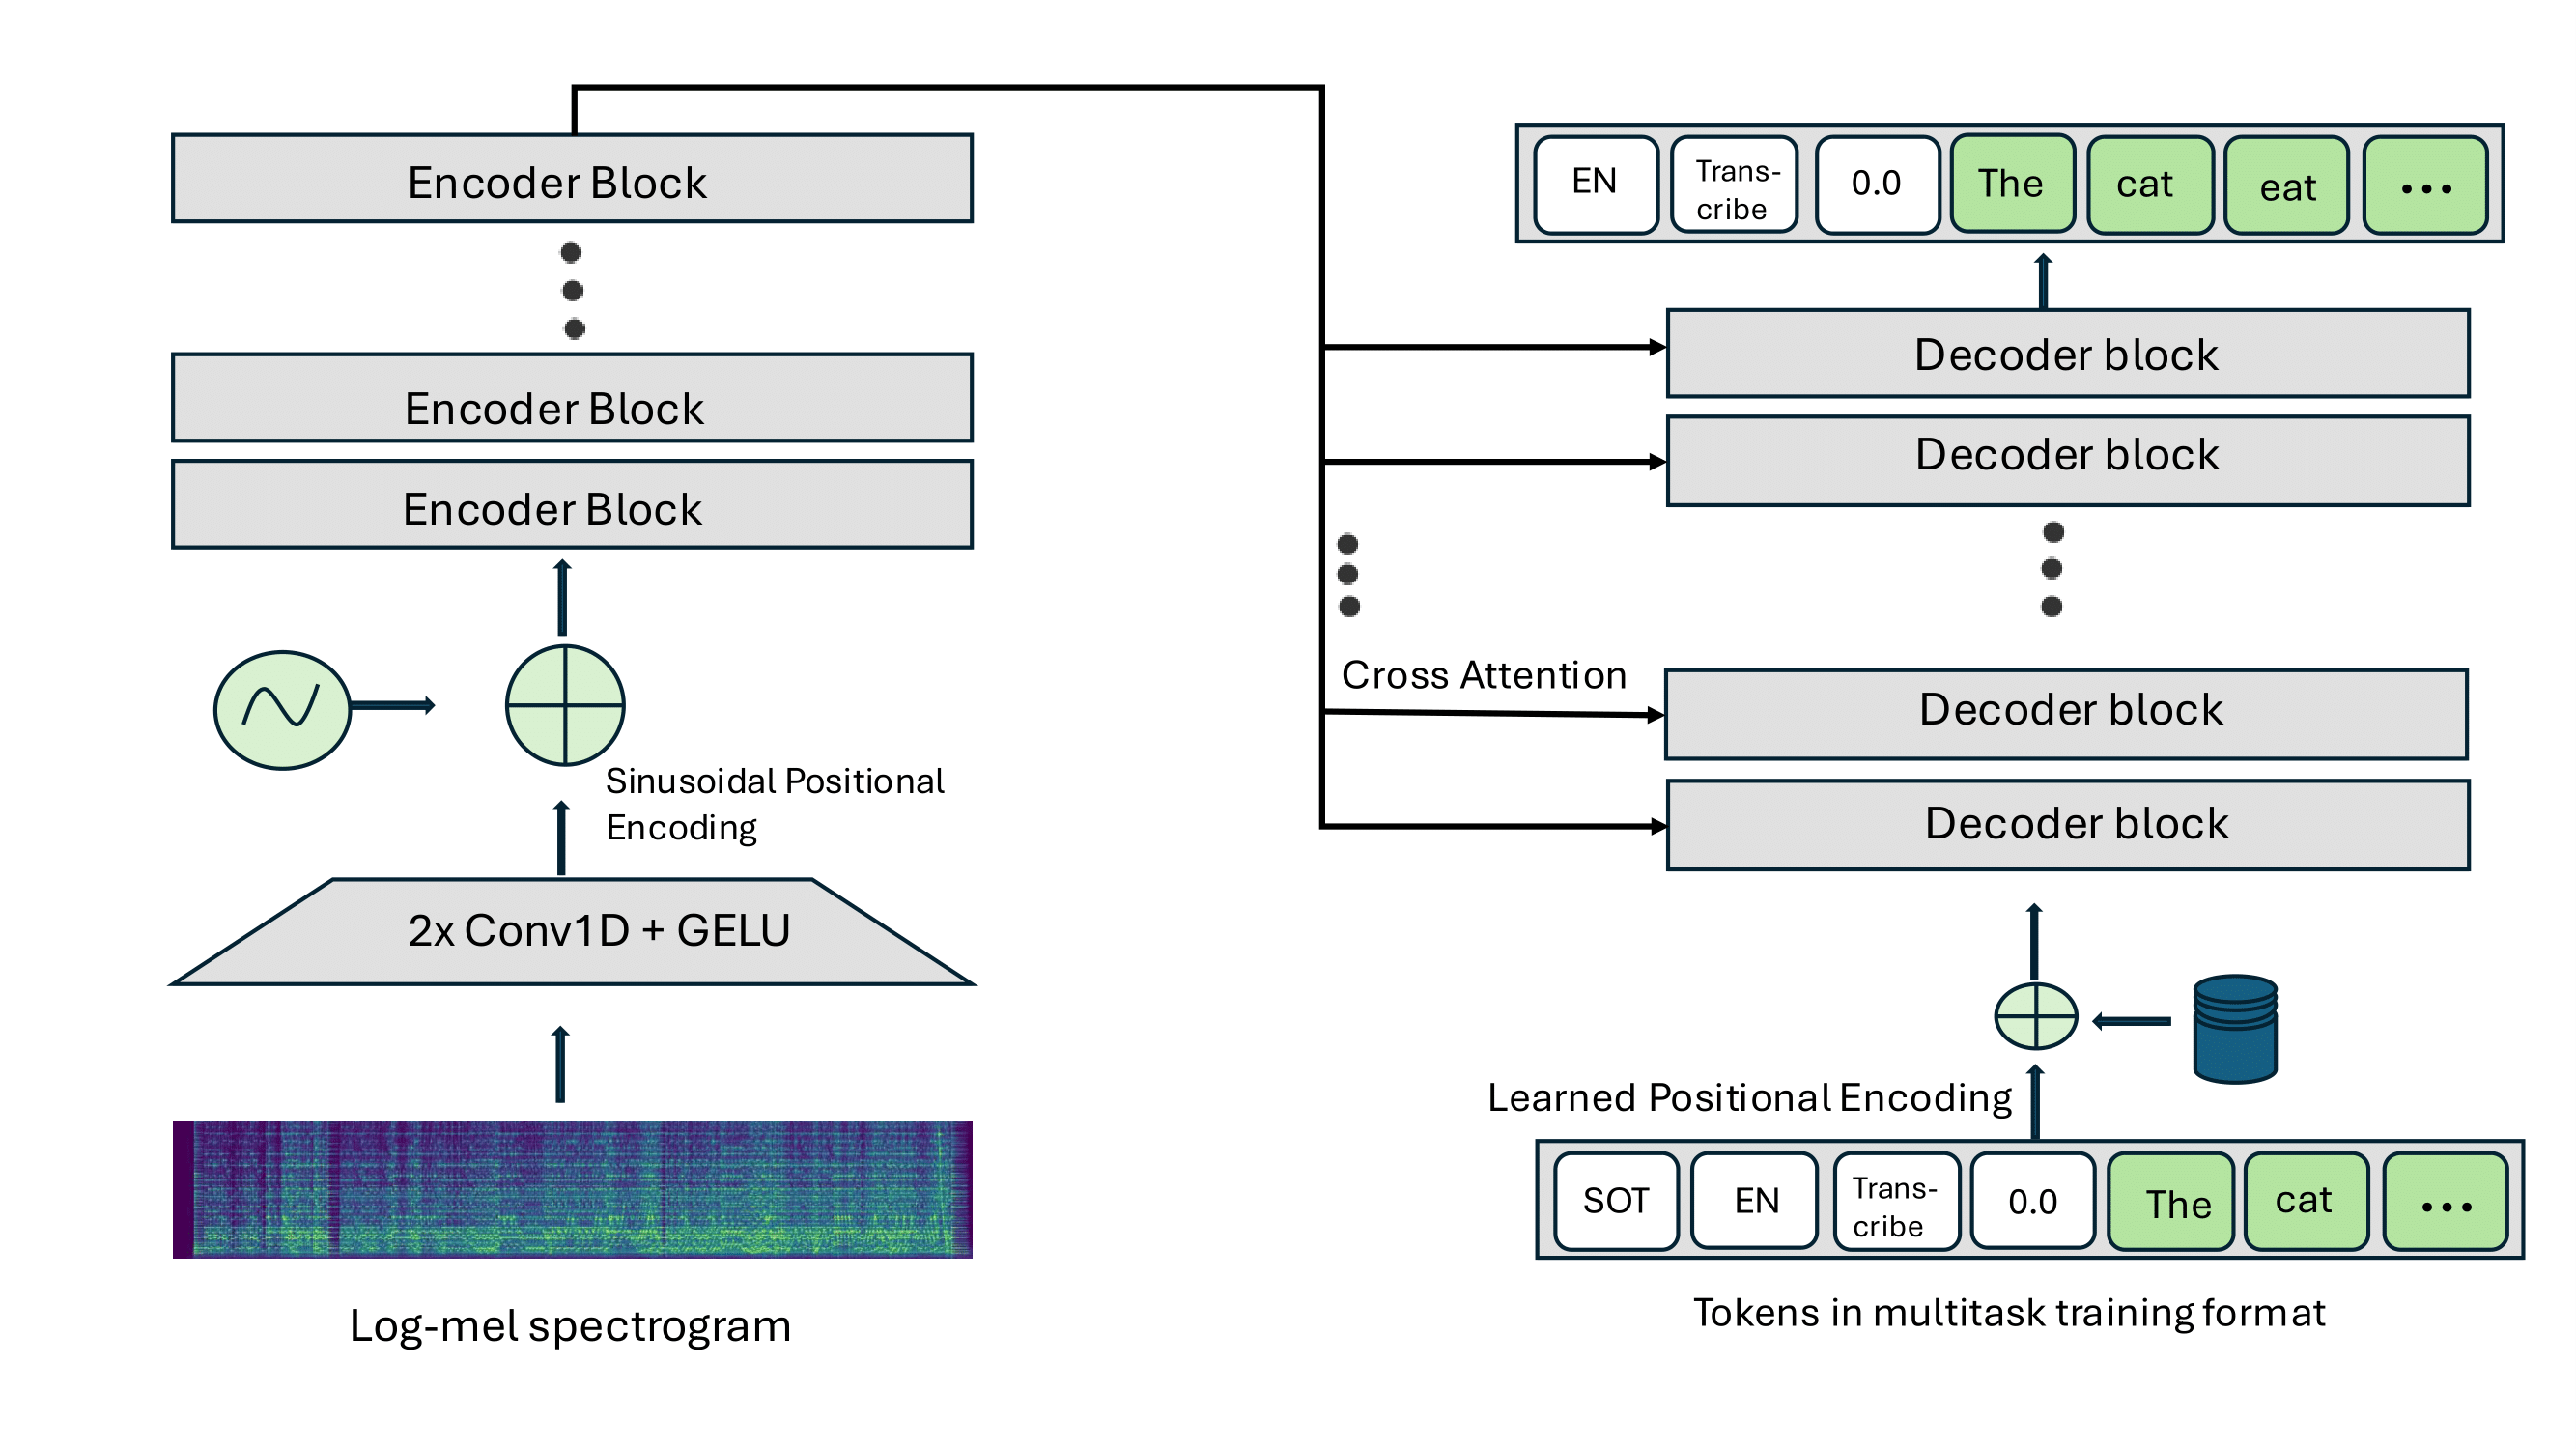 Encoder Block
Encoder Block
Encoder Block
Sinusoidal Positional
Encoding
2x Conv1D + GELU
Log-mel spectrogram
EN
Trans-
cribe
0.0
The
cat
eat
...
Decoder block
Decoder block
Cross Attention
Decoder block
Decoder block
Learned Positional Encoding
SOT
EN
Trans-
cribe
0.0
The
cat
...
Tokens in multitask training format